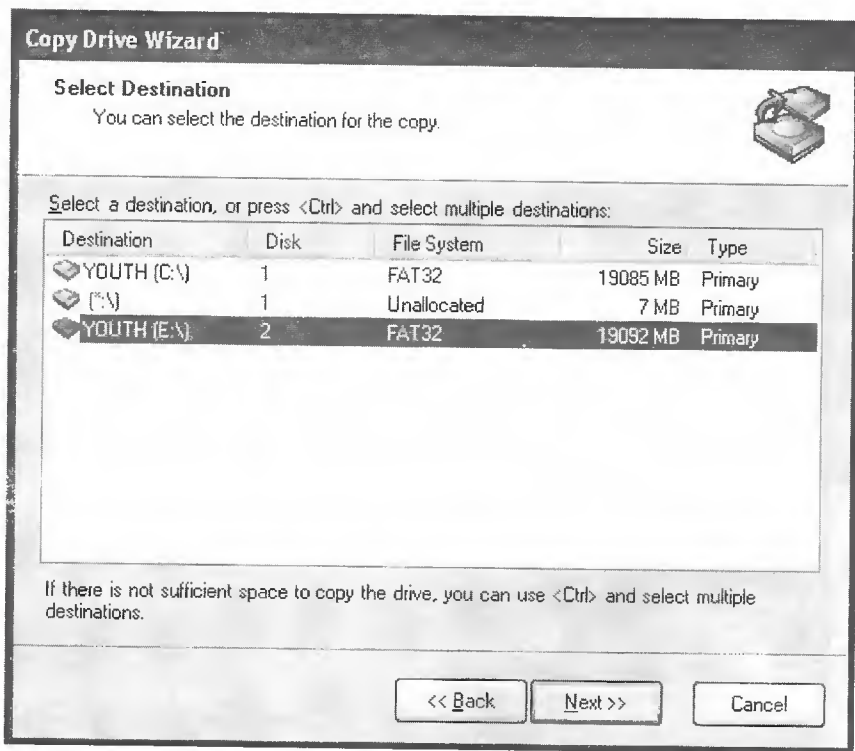 Copy Drive Wizard
Select Destination
You can select the destination for the copy.
Select a destination, or press <Ctrl> and select multiple destinations:
Destination Disk File System Size Type
YOUTH (C:\) 1 FAT32 19085 MB Primary
(*:\) 1 Unallocated 7 MB Primary
YOUTH (E:\) 2 FAT32 19092 MB Primary
If there is not sufficient space to copy the drive, you can use <Ctrl> and select multiple
destinations.
<< Back Next >> Cancel